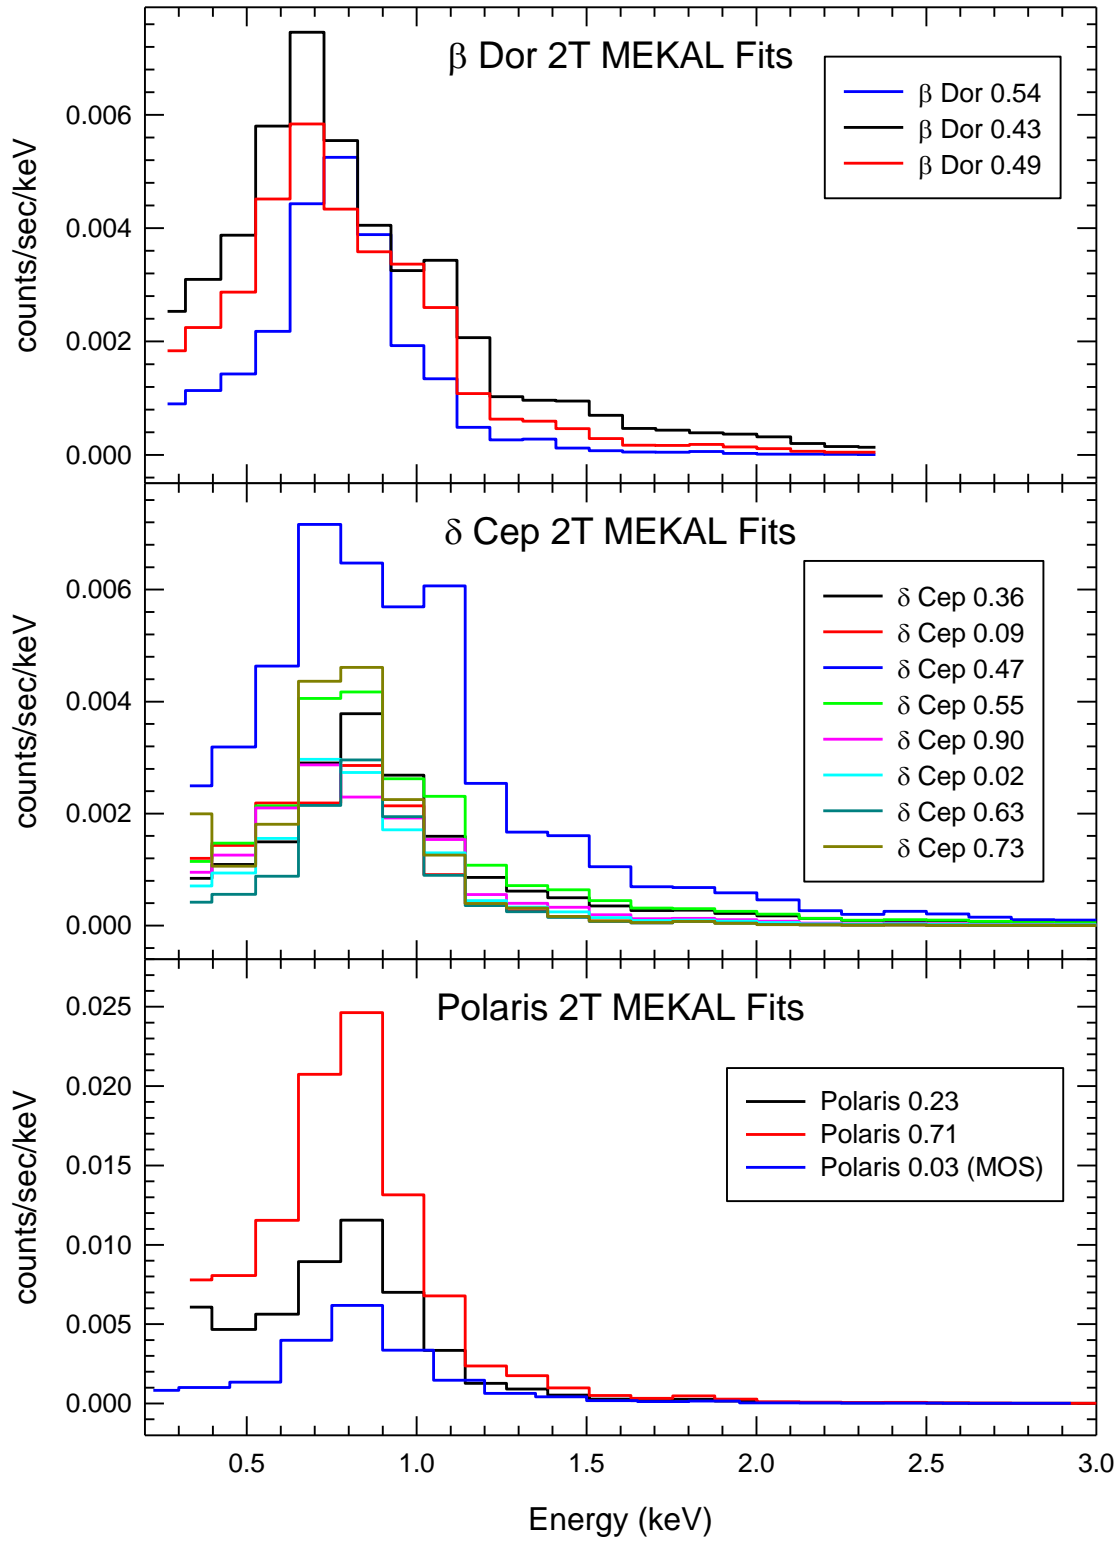 β Dor 2T MEKAL Fits
β Dor 0.54
β Dor 0.43
β Dor 0.49
counts/sec/keV
0.006
0.004
0.002
0.000
δ Cep 2T MEKAL Fits
δ Cep 0.36
δ Cep 0.09
δ Cep 0.47
δ Cep 0.55
δ Cep 0.90
δ Cep 0.02
δ Cep 0.63
δ Cep 0.73
counts/sec/keV
0.006
0.004
0.002
0.000
Polaris 2T MEKAL Fits
Polaris 0.23
Polaris 0.71
Polaris 0.03 (MOS)
counts/sec/keV
0.025
0.020
0.015
0.010
0.005
0.000
0.5 1.0 1.5 2.0 2.5 3.0
Energy (keV)